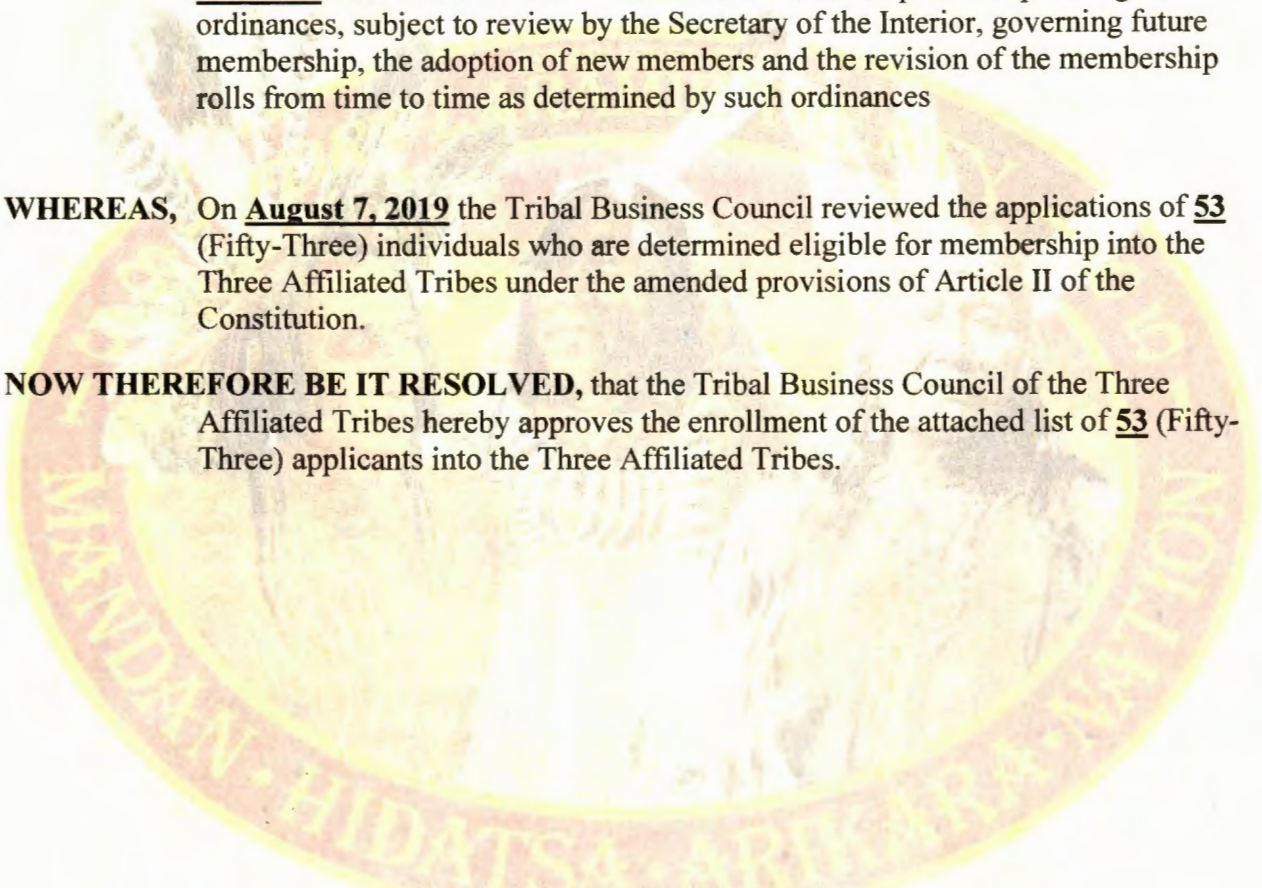 ordinances, subject to review by the Secretary of the Interior, governing future
membership, the adoption of new members and the revision of the membership
rolls from time to time as determined by such ordinances
WHEREAS, On August 7, 2019 the Tribal Business Council reviewed the applications of 53
(Fifty-Three) individuals who are determined eligible for membership into the
Three Affiliated Tribes under the amended provisions of Article II of the
Constitution.
NOW THEREFORE BE IT RESOLVED, that the Tribal Business Council of the Three
Affiliated Tribes hereby approves the enrollment of the attached list of 53 (Fifty-
Three) applicants into the Three Affiliated Tribes.
MANDAN · HIDATSA · ARIKARA · NATION